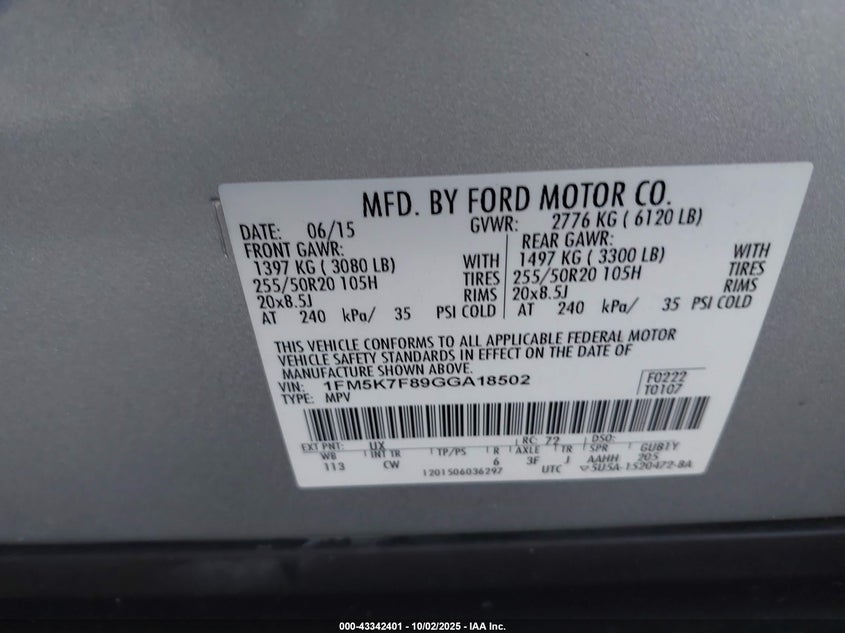 MFD. BY FORD MOTOR CO.
DATE: 06/15 GVWR: 2776 KG ( 6120 LB)
FRONT GAWR: REAR GAWR:
1397 KG ( 3080 LB) WITH 1497 KG ( 3300 LB) WITH
255/50R20 105H TIRES 255/50R20 105H TIRES
20x8.5J RIMS 20x8.5J RIMS
AT 240 kPa/ 35 PSI COLD AT 240 kPa/ 35 PSI COLD
THIS VEHICLE CONFORMS TO ALL APPLICABLE FEDERAL MOTOR
VEHICLE SAFETY STANDARDS IN EFFECT ON THE DATE OF
MANUFACTURE SHOWN ABOVE.
VIN: 1FM5K7F89GGA18502 F0222
TYPE: MPV T0107
EXT PNT: UX RC: 72 DSO:
WB INT TR TP/PS R AXLE TR SPR GU81Y
113 CW 6 3F J AAHH 205
1201506036297 UTC 5U5A-1520472-BA
000-43342401 - 10/02/2025 - IAA Inc.